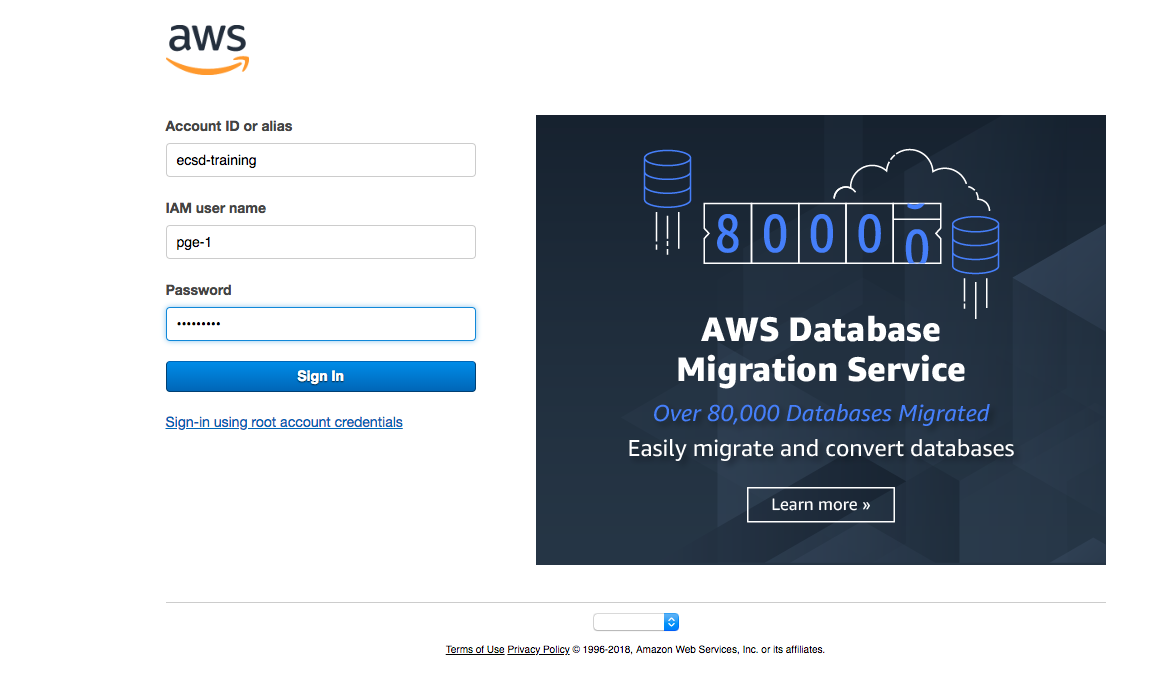 aws
Account ID or alias
ecsd-training
IAM user name
pge-1
Password
•••••••••
Sign In
Sign-in using root account credentials
8 0 0 0 0
AWS Database
Migration Service
Over 80,000 Databases Migrated
Easily migrate and convert databases
Learn more »
Terms of Use Privacy Policy © 1996-2018, Amazon Web Services, Inc. or its affiliates.